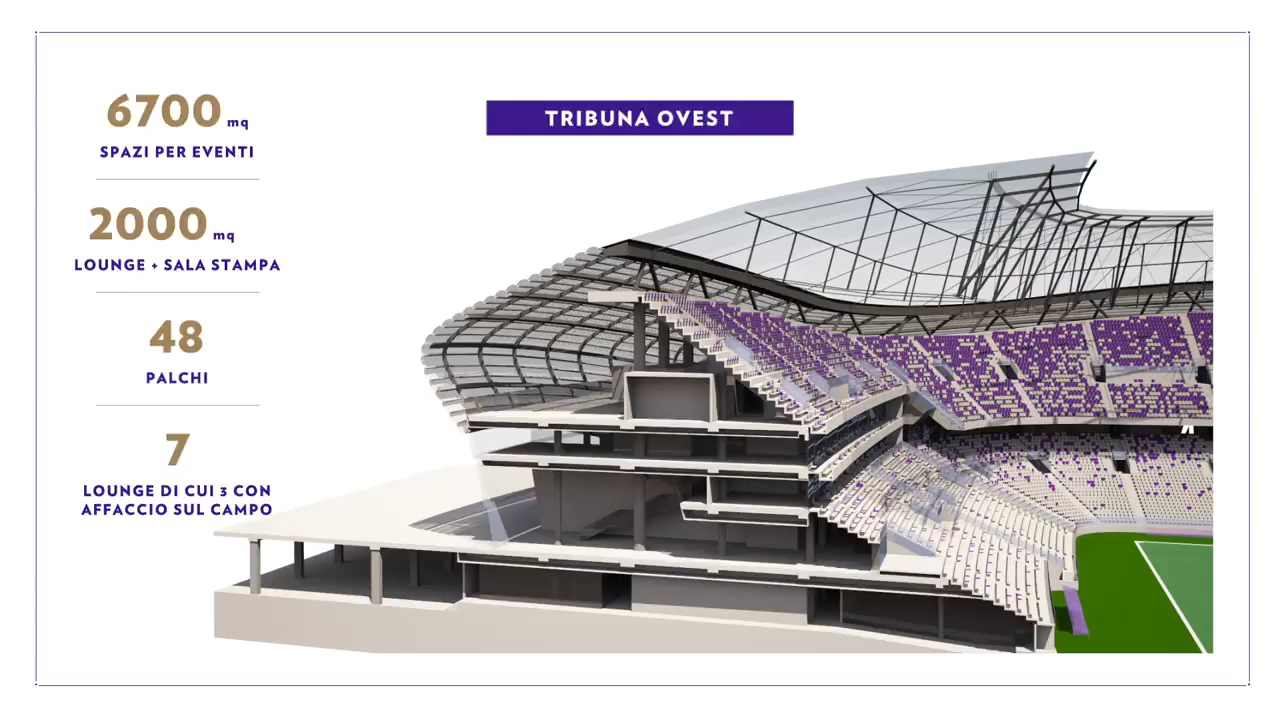 6700 mq
SPAZI PER EVENTI
2000 mq
LOUNGE + SALA STAMPA
48
PALCHI
7
LOUNGE DI CUI 3 CON
AFFACCIO SUL CAMPO
TRIBUNA OVEST